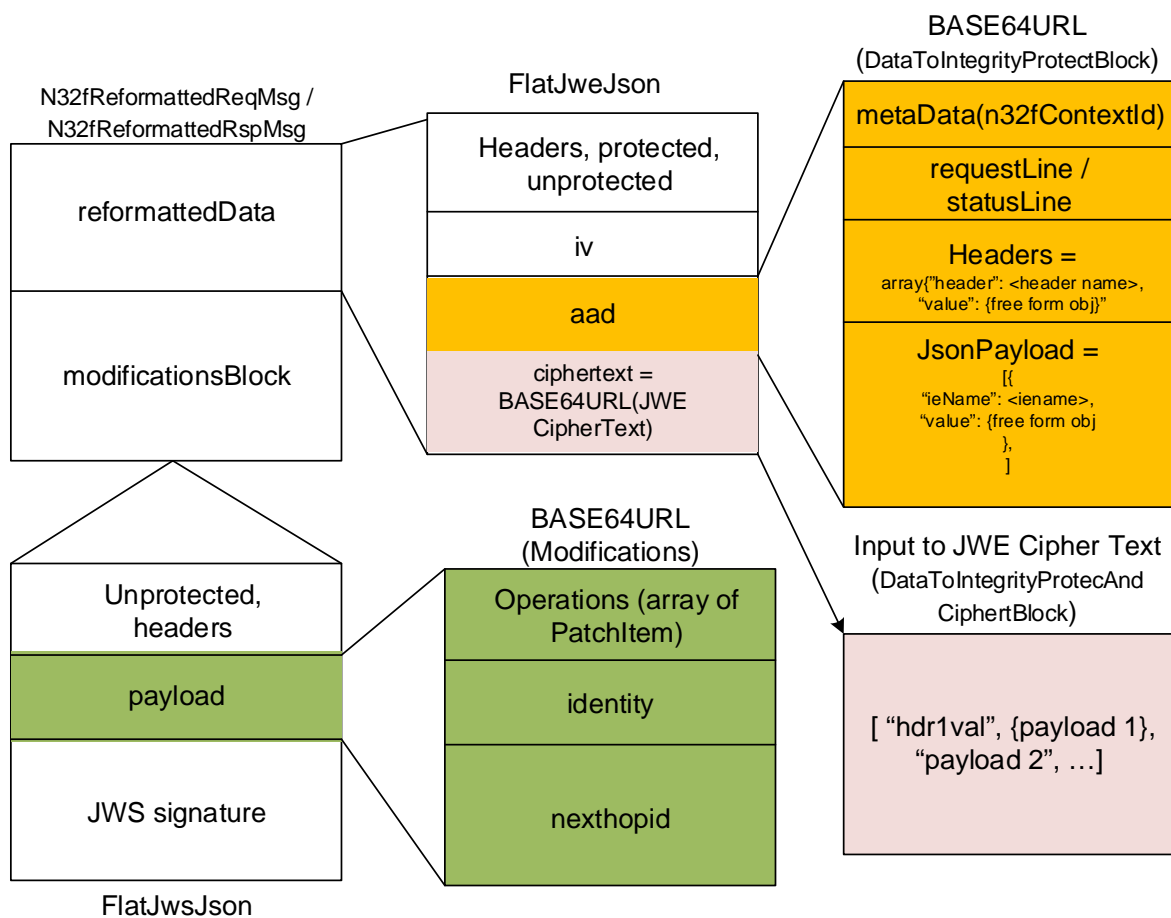 N32fReformattedReqMsg /
N32fReformattedRspMsg
reformattedData
modificationsBlock
FlatJweJson
Headers, protected,
unprotected
iv
aad
ciphertext =
BASE64URL(JWE
CipherText)
BASE64URL
(DataToIntegrityProtectBlock)
metaData(n32fContextId)
requestLine /
statusLine
Headers =
array{”header”: <header name>,
“value”: {free form obj}”
JsonPayload =
[{
“ieName”: <iename>,
“value”: {free form obj
},
]
Unprotected,
headers
payload
JWS signature
FlatJwsJson
BASE64URL
(Modifications)
Operations (array of
PatchItem)
identity
nexthopid
Input to JWE Cipher Text
(DataToIntegrityProtecAnd
CiphertBlock)
[ “hdr1val”, {payload 1},
“payload 2”, …]